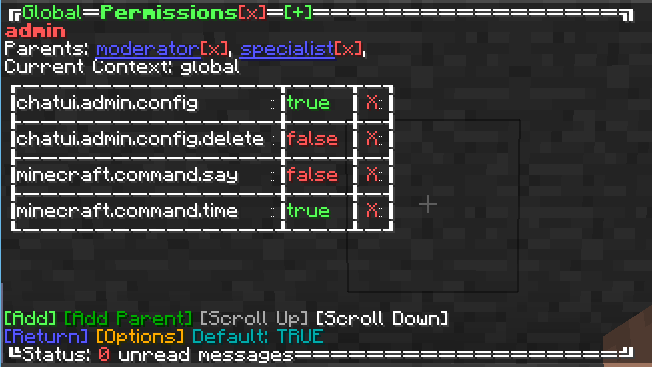 ╔Global═Permissions[x]═[+]═══════════════════════╗
admin
Parents: moderator[x], specialist[x],
Current Context: global
chatui.admin.config : true X:
chatui.admin.config.delete : false X:
minecraft.command.say : false X:
minecraft.command.time : true X:
[Add] [Add Parent] [Scroll Up] [Scroll Down]
[Return] [Options] Default: TRUE
╚Status: 0 unread messages═══════════════════════╝